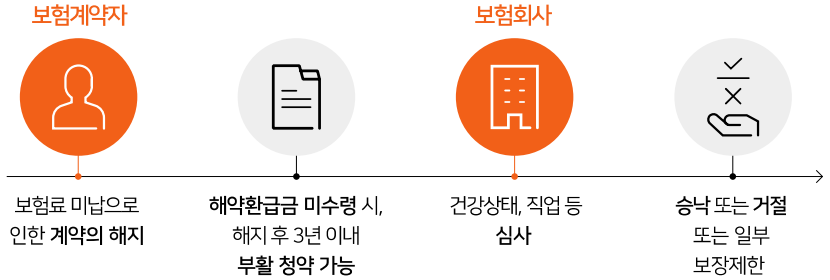 보험계약자
보험회사
보험료 미납으로
인한 계약의 해지
해약환급금 미수령 시,
해지 후 3년 이내
부활 청약 가능
건강상태, 직업 등
심사
승낙 또는 거절
또는 일부
보장제한